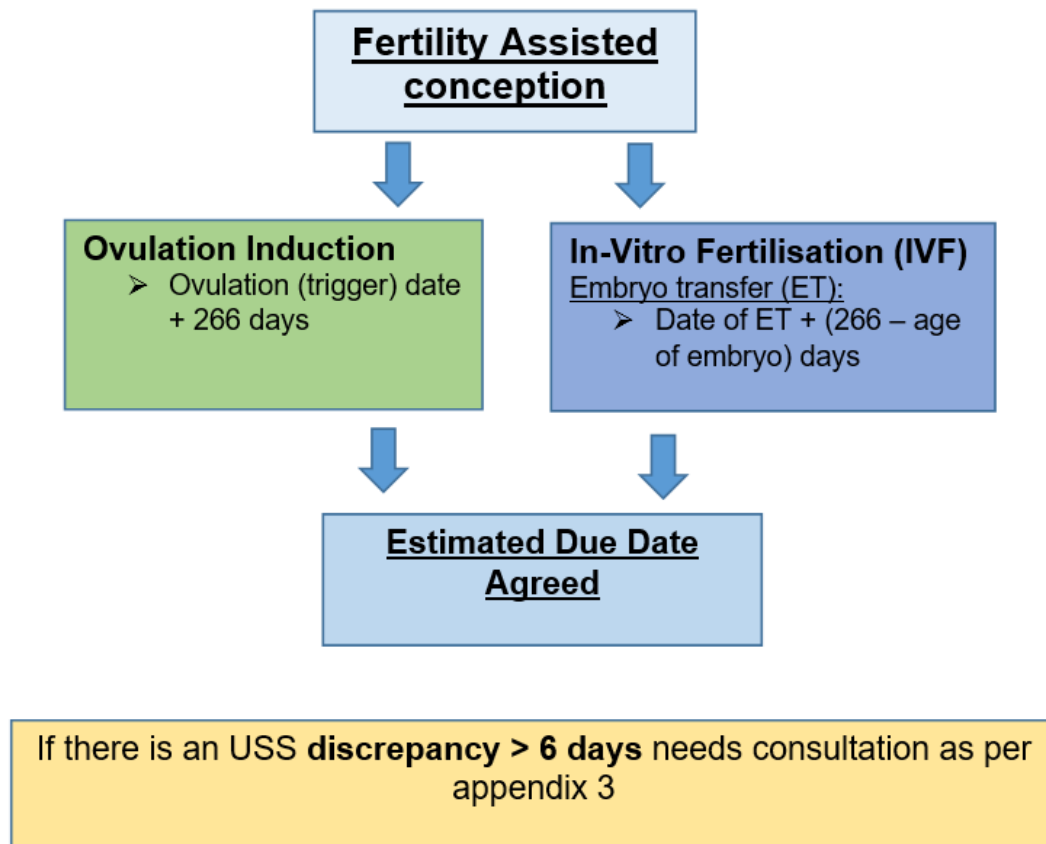 Fertility Assisted
conception
Ovulation Induction
➢ Ovulation (trigger) date
+ 266 days
In-Vitro Fertilisation (IVF)
Embryo transfer (ET):
➢ Date of ET + (266 – age
of embryo) days
Estimated Due Date
Agreed
If there is an USS discrepancy > 6 days needs consultation as per
appendix 3